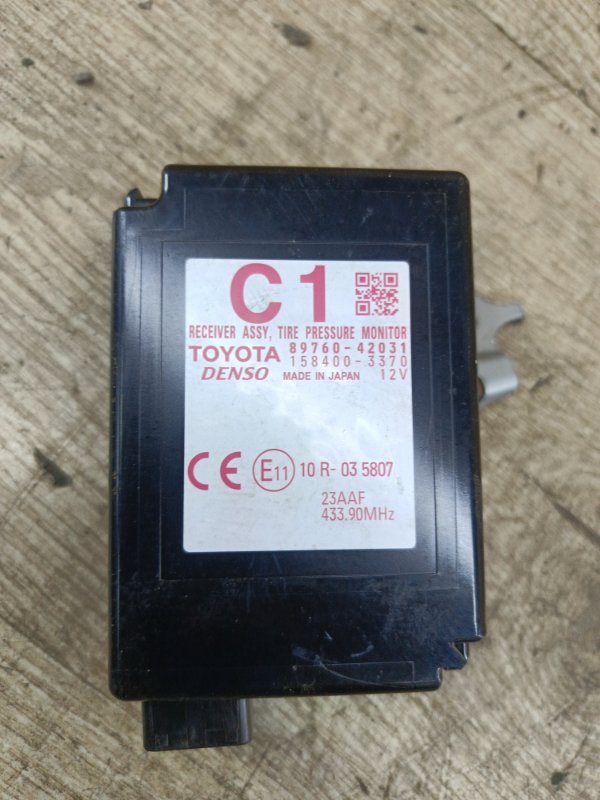 C1
RECEIVER ASSY, TIRE PRESSURE MONITOR
TOYOTA 89760-42031
158400-3370
DENSO MADE IN JAPAN 12V
CE E11 10 R-03 5807
23AAF
433.90MHz